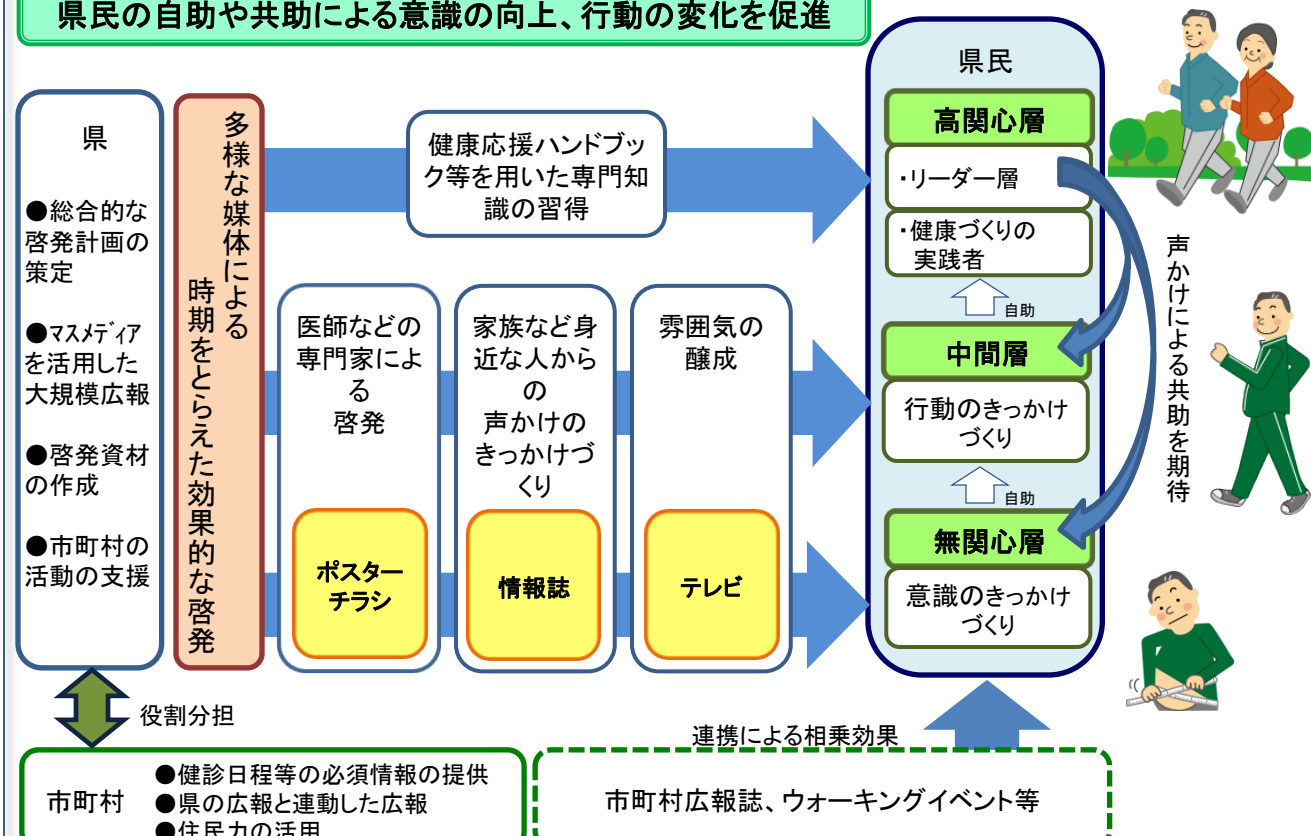 県民の自助や共助による意識の向上、行動の変化を促進
県
●総合的な
啓発計画の
策定
●マスメディア
を活用した
大規模広報
●啓発資材
の作成
●市町村の
活動の支援
多様な媒体による
時期をとらえた効果的な啓発
健康応援ハンドブッ
ク等を用いた専門知
識の習得
医師などの
専門家によ
る
啓発
ポスター
チラシ
家族など身
近な人から
の
声かけの
きっかけづ
くり
情報誌
雰囲気の
醸成
テレビ
県民
高関心層
・リーダー層
・健康づくりの
実践者
自助
中間層
行動のきっかけ
づくり
自助
無関心層
意識のきっかけ
づくり
声かけによる共助を期待
役割分担
連携による相乗効果
市町村
●健診日程等の必須情報の提供
●県の広報と連動した広報
●住民力の活用
市町村広報誌、ウォーキングイベント等